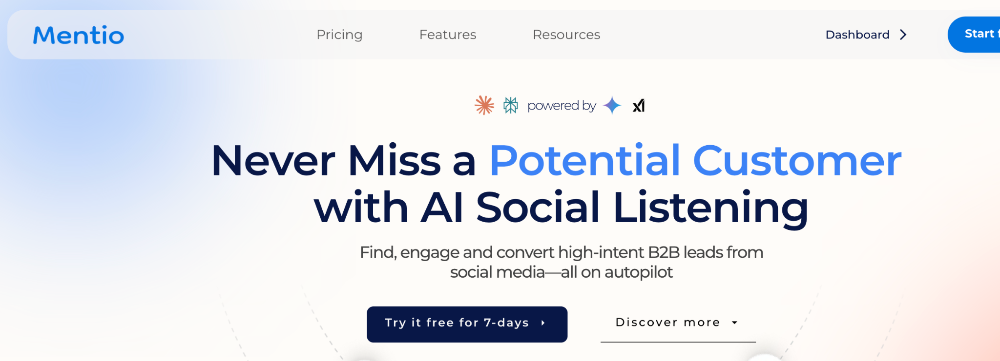 Mentio
Pricing
Features
Resources
Dashboard
Start
powered by
Never Miss a Potential Customer
with AI Social Listening
Find, engage and convert high-intent B2B leads from
social media—all on autopilot
Try it free for 7-days
Discover more